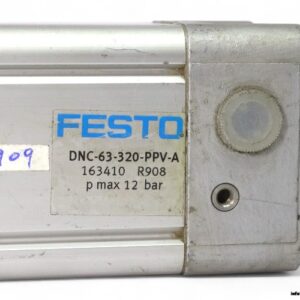 FESTO
DNC-63-320-PPV-A
163410 R908
p max 12 bar
909